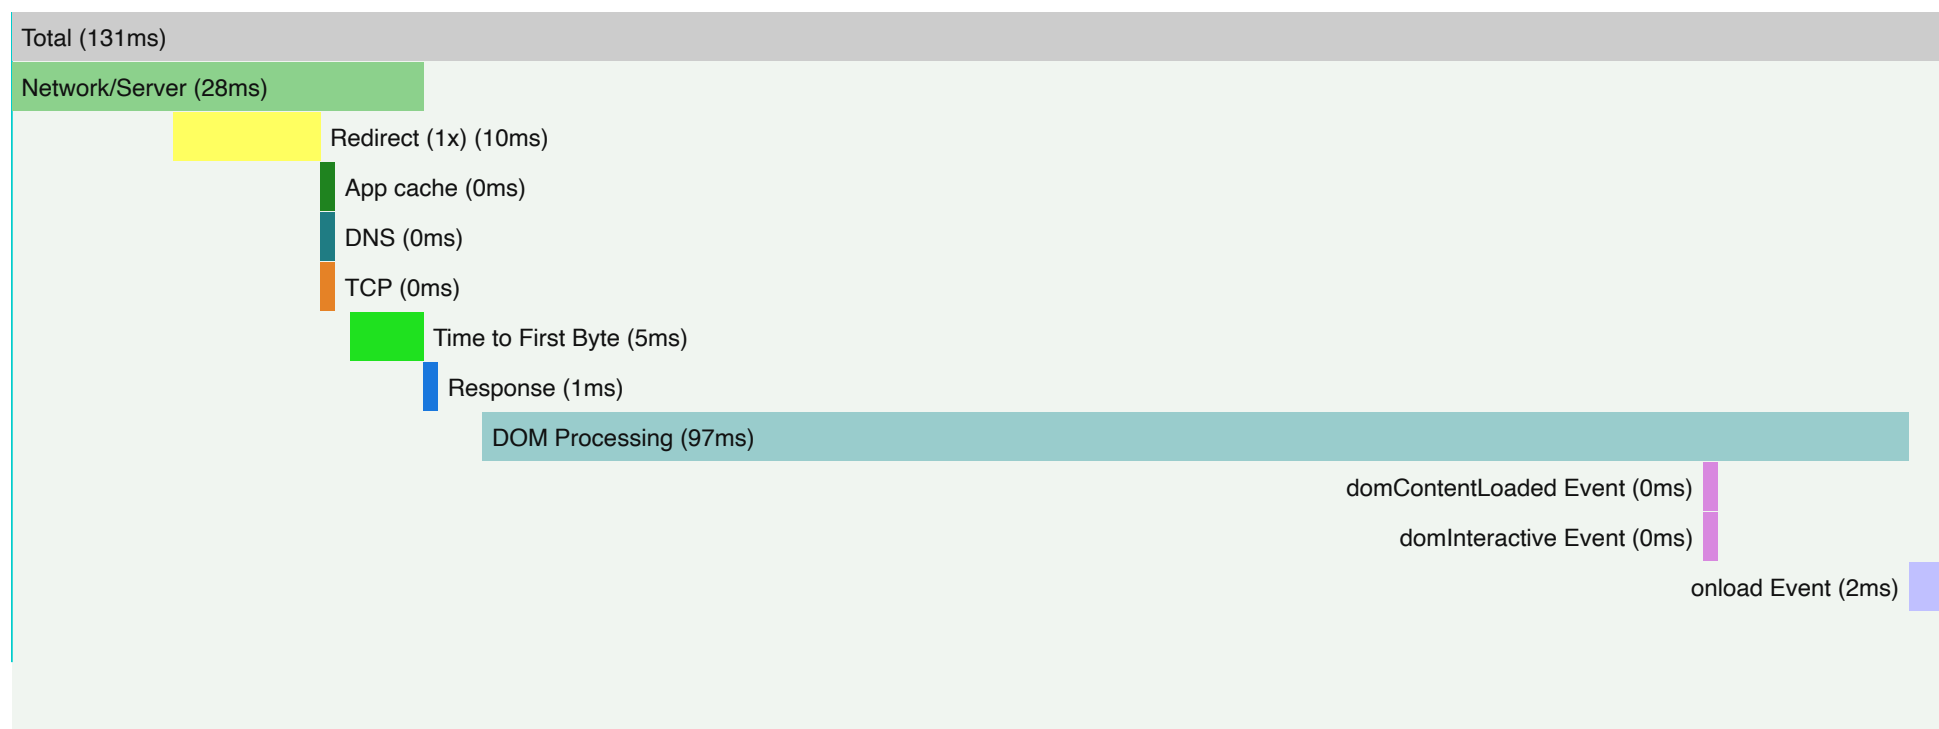 Total (131ms)
Network/Server (28ms)
Redirect (1x) (10ms)
App cache (0ms)
DNS (0ms)
TCP (0ms)
Time to First Byte (5ms)
Response (1ms)
DOM Processing (97ms)
domContentLoaded Event (0ms)
domInteractive Event (0ms)
onload Event (2ms)